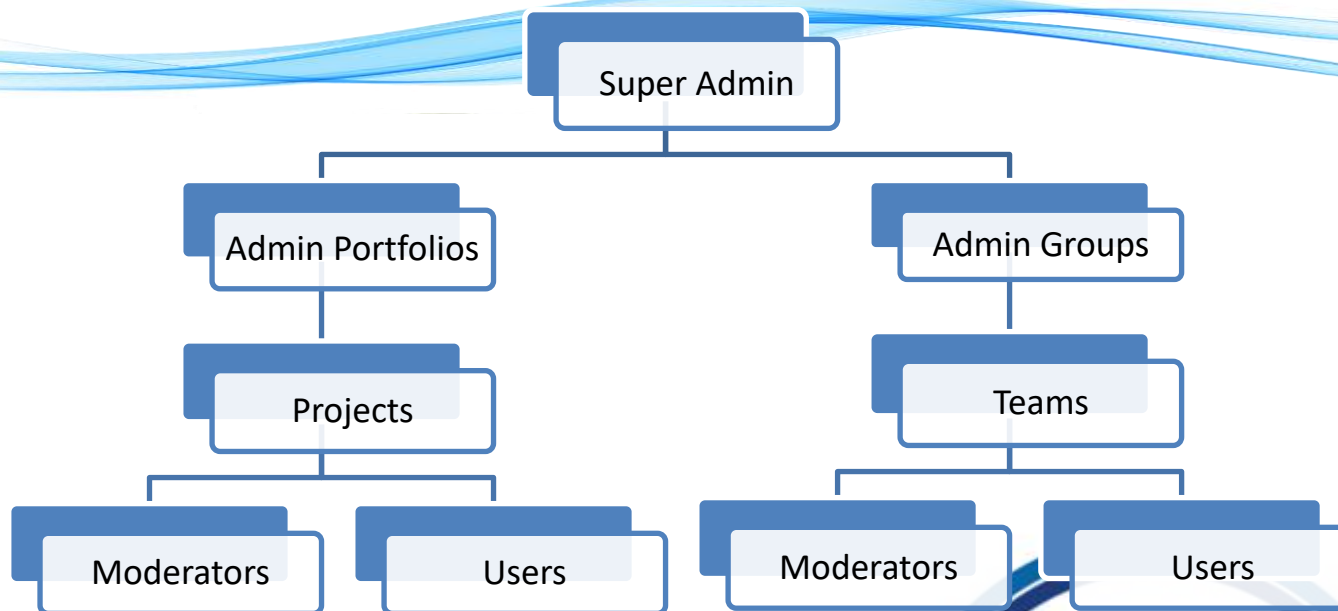 Super Admin
Admin Portfolios
Admin Groups
Projects
Teams
Moderators
Users
Moderators
Users